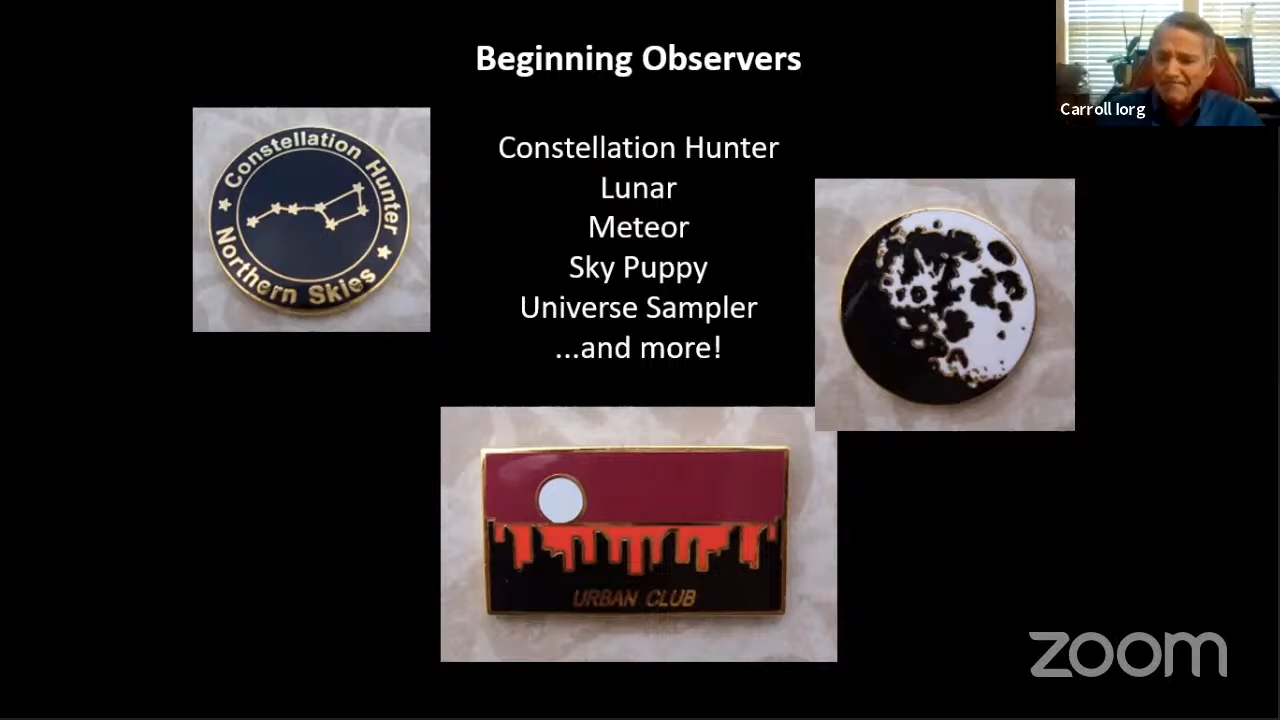 Beginning Observers
Carroll Iorg
Constellation Hunter
Northern Skies
Constellation Hunter
Lunar
Meteor
Sky Puppy
Universe Sampler
...and more!
URBAN CLUB
zoom